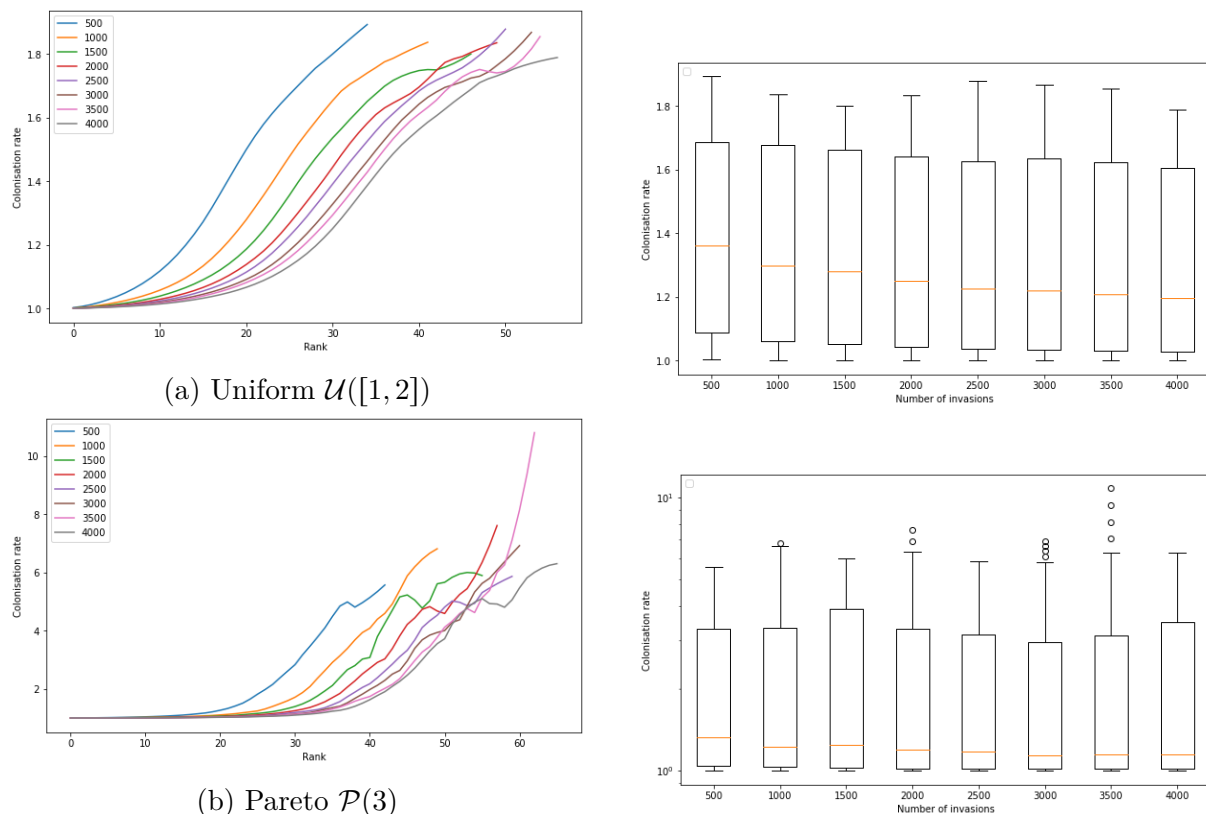 500
1000
1500
2000
2500
3000
3500
4000
Colonisation rate
1.8
1.6
1.4
1.2
1.0
0 10 20 30 40 50
Rank
(a) Uniform 𝒰([1, 2])
Colonisation rate
1.8
1.6
1.4
1.2
1.0
500 1000 1500 2000 2500 3000 3500 4000
Number of invasions
500
1000
1500
2000
2500
3000
3500
4000
Colonisation rate
10
8
6
4
2
0 10 20 30 40 50 60
Rank
(b) Pareto 𝒫(3)
Colonisation rate
10¹
10⁰
500 1000 1500 2000 2500 3000 3500 4000
Number of invasions